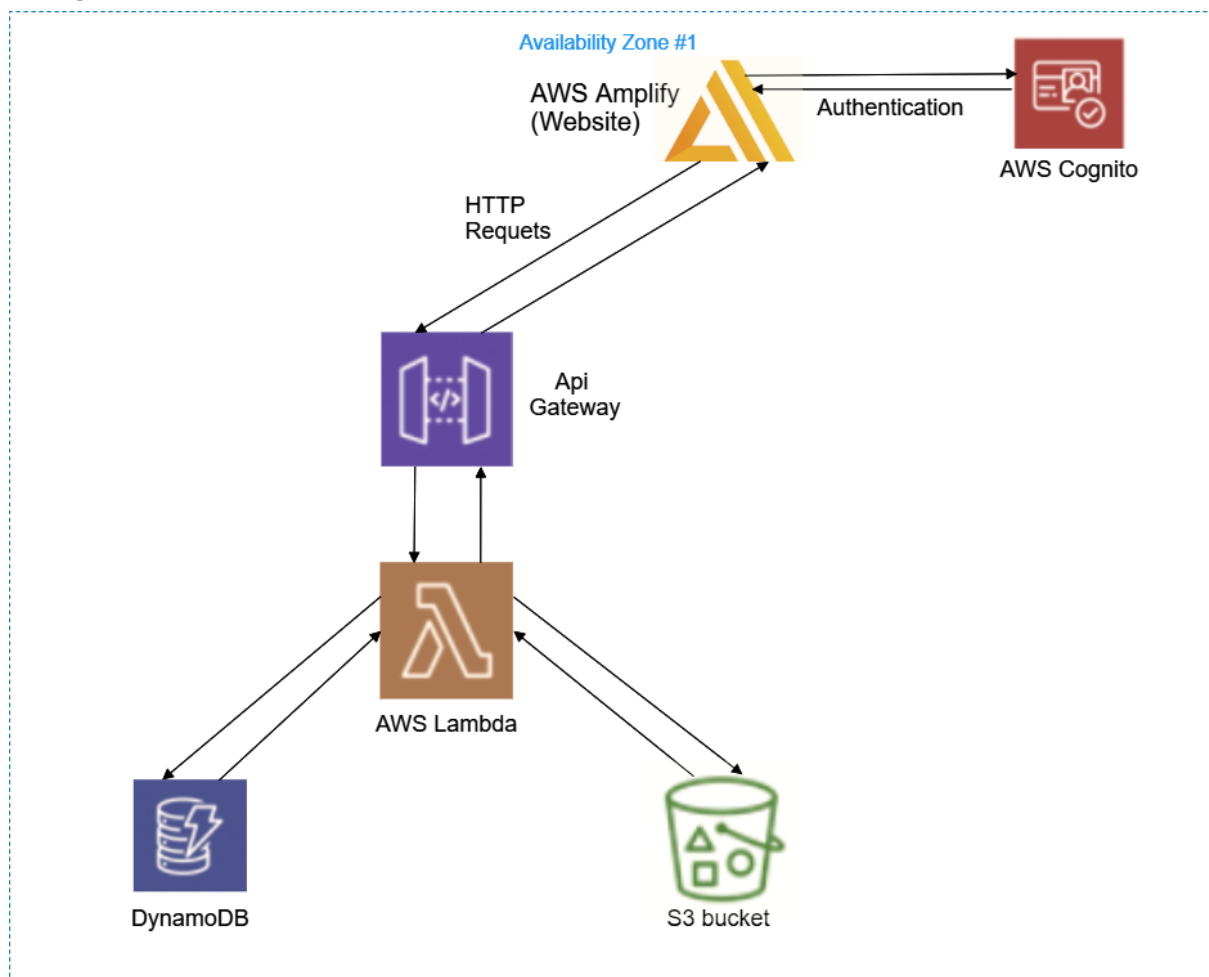 Availability Zone #1
AWS Amplify
(Website)
Authentication
AWS Cognito
HTTP
Requets
Api
Gateway
</>
AWS Lambda
DynamoDB
S3 bucket